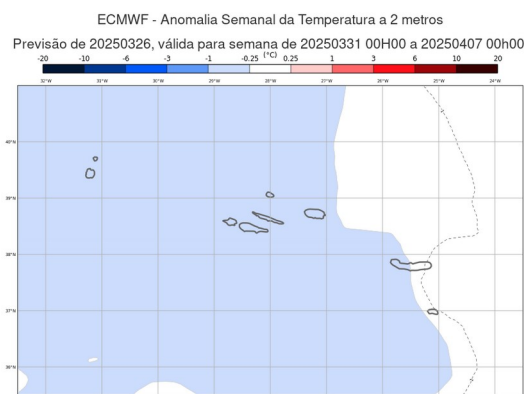 ECMWF - Anomalia Semanal da Temperatura a 2 metros
Previsão de 20250326, válida para semana de 20250331 00H00 a 20250407 00h00
(°C)
-20 -10 -6 -3 -1 -0.25 0.25 1 3 6 10 20
32°W 31°W 30°W 29°W 28°W 27°W 26°W 25°W 24°W
40°N
39°N
38°N
37°N
36°N